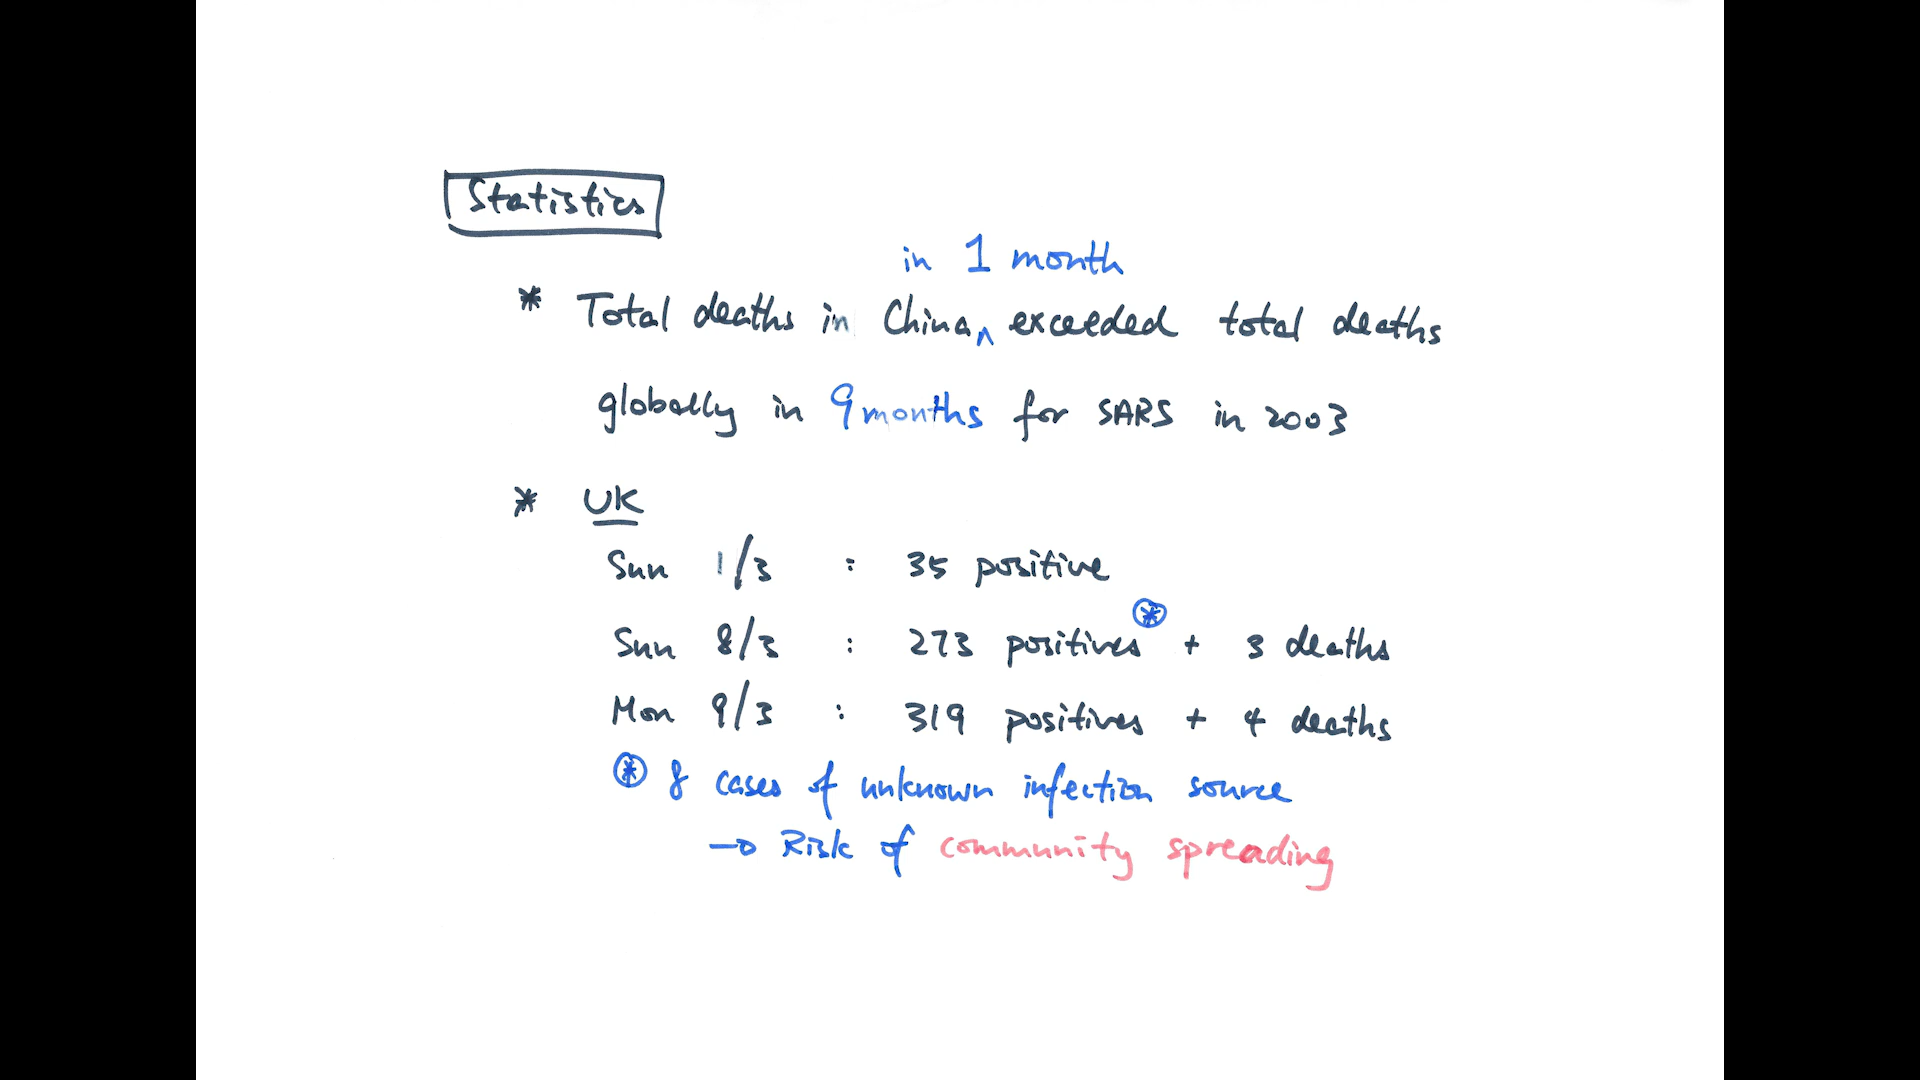 Statistics
in 1 month
* Total deaths in China ^ exceeded total deaths
globally in 9 months for SARS in 2003
* UK
Sun 1/3 : 35 positive
Sun 8/3 : 273 positives ⊛ + 3 deaths
Mon 9/3 : 319 positives + 4 deaths
⊛ 8 cases of unknown infection source
→ Risk of community spreading